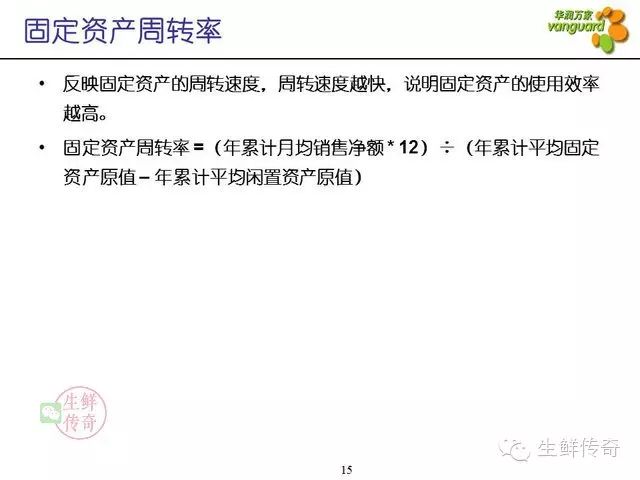 固定资产周转率
华润万家
vanguard
• 反映固定资产的周转速度，周转速度越快，说明固定资产的使用效率
越高。
• 固定资产周转率 =（年累计月均销售净额 * 12）÷（年累计平均固定
资产原值 – 年累计平均闲置资产原值）
生鲜
传奇
生鲜传奇
15